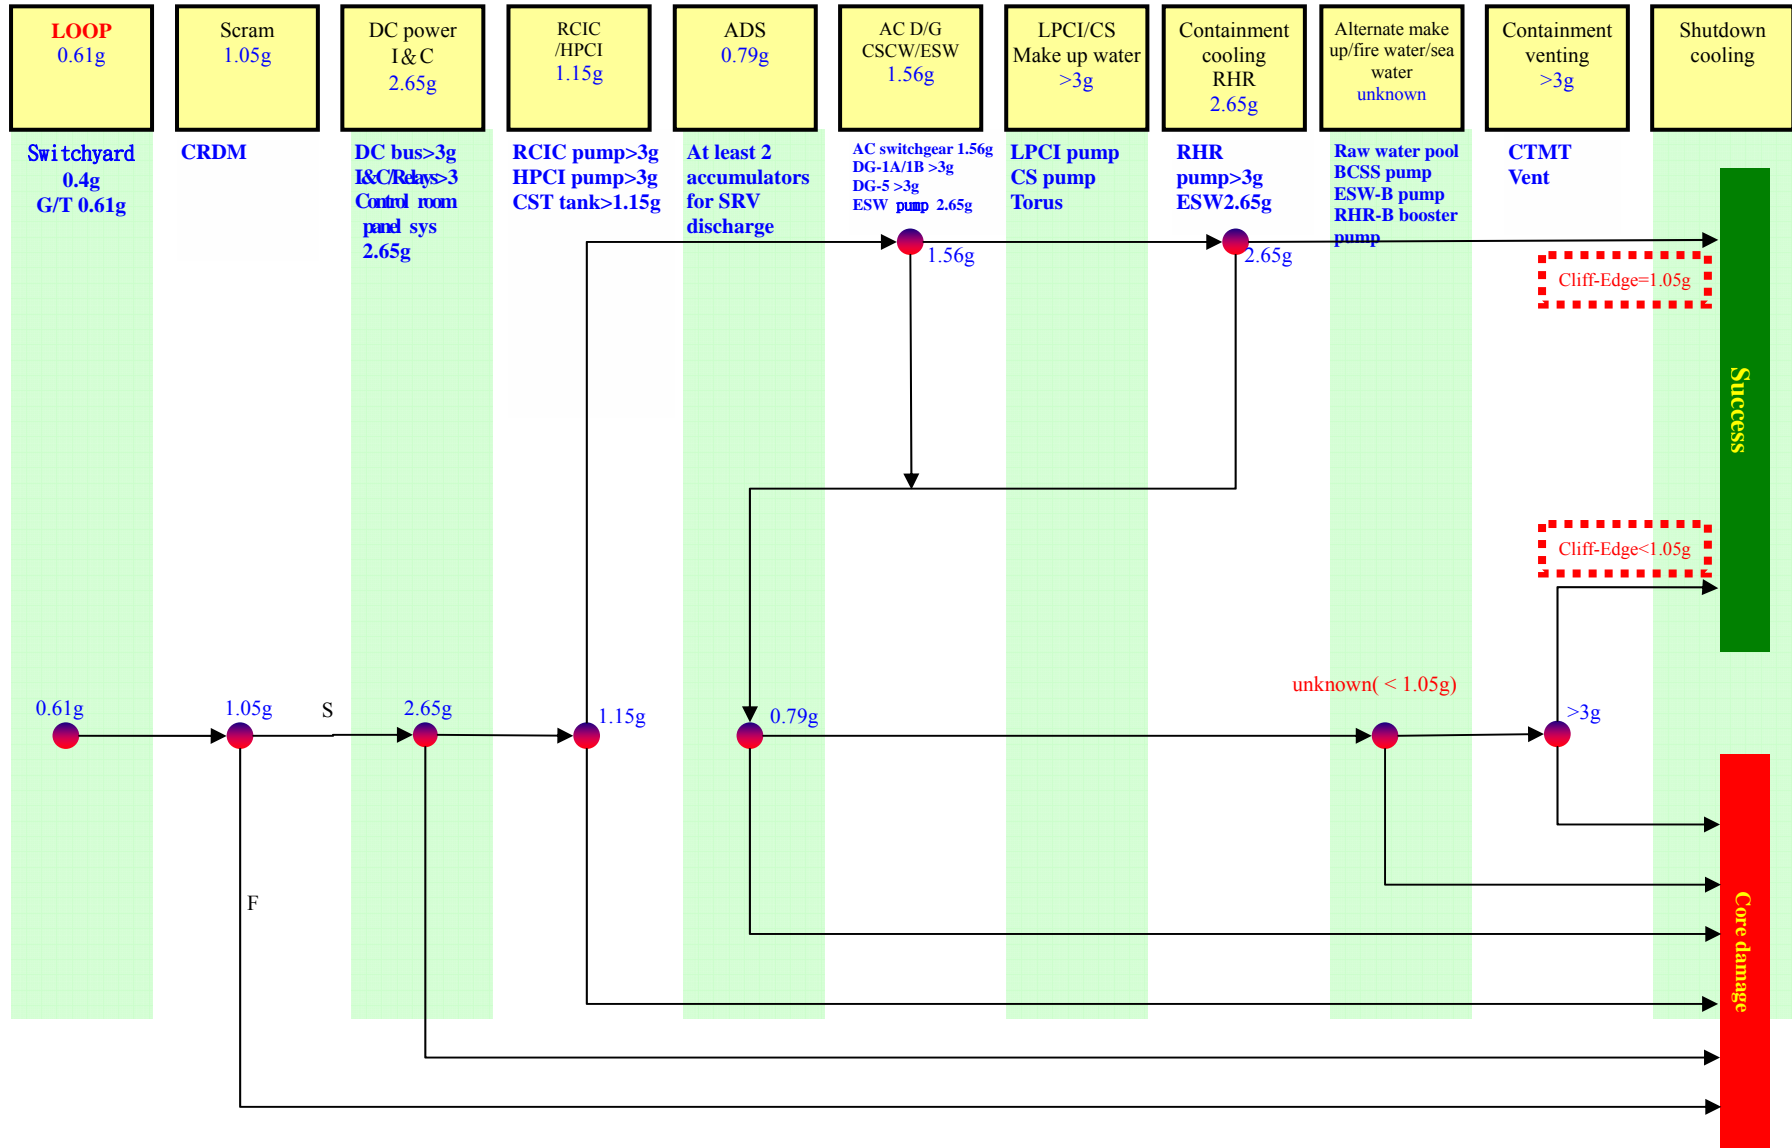 LOOP
0.61g
Scram
1.05g
DC power
I & C
2.65g
RCIC
/HPCI
1.15g
ADS
0.79g
AC D/G
CSCW/ESW
1.56g
LPCI/CS
Make up water
>3g
Containment
cooling
RHR
2.65g
Alternate make
up/fire water/sea
water
unknown
Containment
venting
>3g
Shutdown
cooling
Switchyard
0.4g
G/T 0.61g
CRDM
DC bus>3g
I&C/Relays>3
Control room
panel sys
2.65g
RCIC pump>3g
HPCI pump>3g
CST tank>1.15g
At least 2
accumulators
for SRV
discharge
AC switchgear 1.56g
DG-1A/1B >3g
DG-5 >3g
ESW pump 2.65g
LPCI pump
CS pump
Torus
RHR
pump>3g
ESW2.65g
Raw water pool
BCSS pump
ESW-B pump
RHR-B booster
pump
CTMT
Vent
1.56g
2.65g
Cliff-Edge=1.05g
Success
Cliff-Edge<1.05g
unknown( < 1.05g)
0.61g
1.05g
S
2.65g
1.15g
0.79g
>3g
F
Core damage